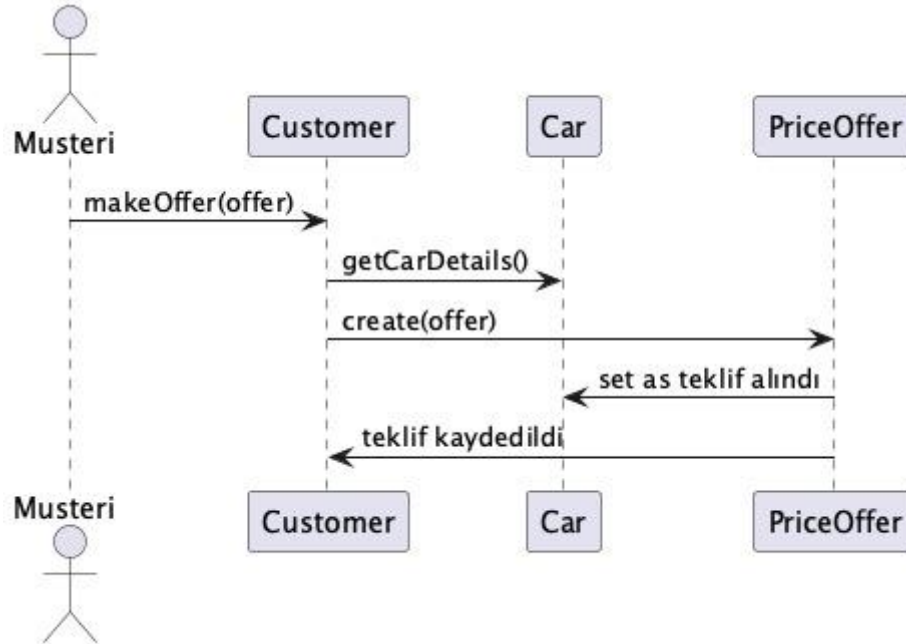 Musteri
Customer
Car
PriceOffer
makeOffer(offer)
getCarDetails()
create(offer)
set as teklif alındı
teklif kaydedildi
Musteri
Customer
Car
PriceOffer